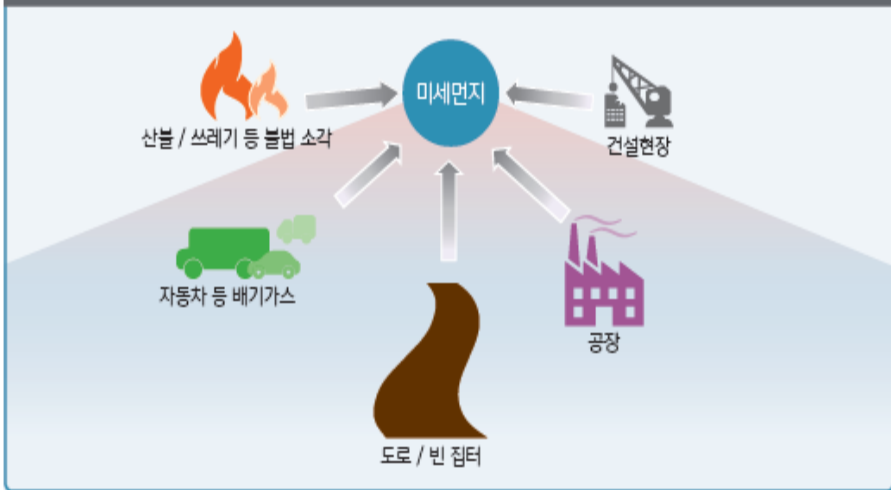 미세먼지
산불 / 쓰레기 등 불법 소각
건설현장
자동차 등 배기가스
공장
도로 / 빈 집터